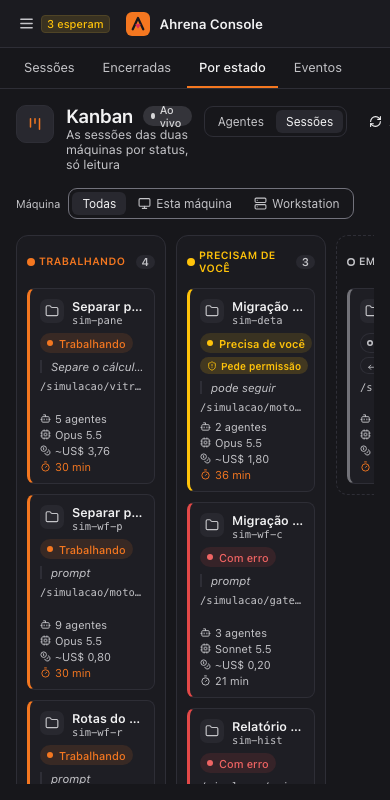 3 esperam
Ahrena Console
Sessões
Encerradas
Por estado
Eventos
Kanban
Ao vivo
As sessões das duas
máquinas por status,
só leitura
Agentes
Sessões
Máquina
Todas
Esta máquina
Workstation
TRABALHANDO
4
Separar p...
sim-pane
Trabalhando
Separe o cálcul...
/simulacao/vitr...
5 agentes
Opus 5.5
~US$ 3,76
30 min
Separar p...
sim-wf-p
Trabalhando
prompt
/simulacao/moto...
9 agentes
Opus 5.5
~US$ 0,80
30 min
Rotas do ...
sim-wf-r
Trabalhando
prompt
PRECISAM DE
VOCÊ
3
Migração ...
sim-deta
Precisa de você
Pede permissão
pode seguir
/simulacao/moto...
2 agentes
Opus 5.5
~US$ 1,80
36 min
Migração ...
sim-wf-c
Com erro
prompt
/simulacao/gate...
3 agentes
Sonnet 5.5
~US$ 0,20
21 min
Relatório ...
sim-hist
Com erro
EM
/s